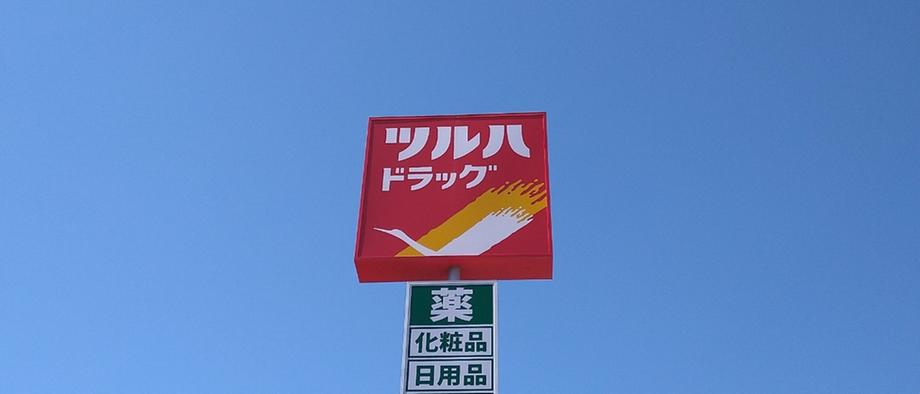 ツルハ
ドラッグ
薬
化粧品
日用品